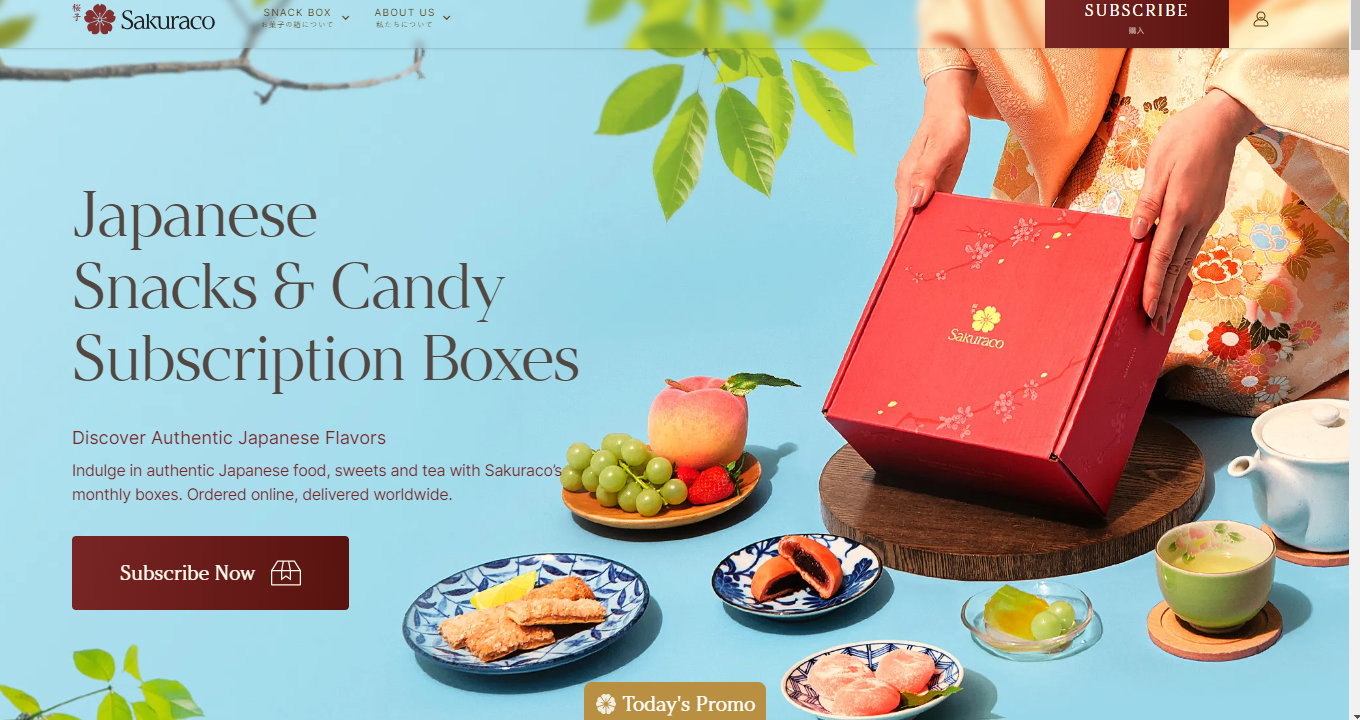 桜子
Sakuraco
SNACK BOX
お菓子の箱について
ABOUT US
私たちについて
SUBSCRIBE
購入
Japanese
Snacks & Candy
Subscription Boxes
Sakuraco
Discover Authentic Japanese Flavors
Indulge in authentic Japanese food, sweets and tea with Sakuraco's
monthly boxes. Ordered online, delivered worldwide.
Subscribe Now
Today's Promo